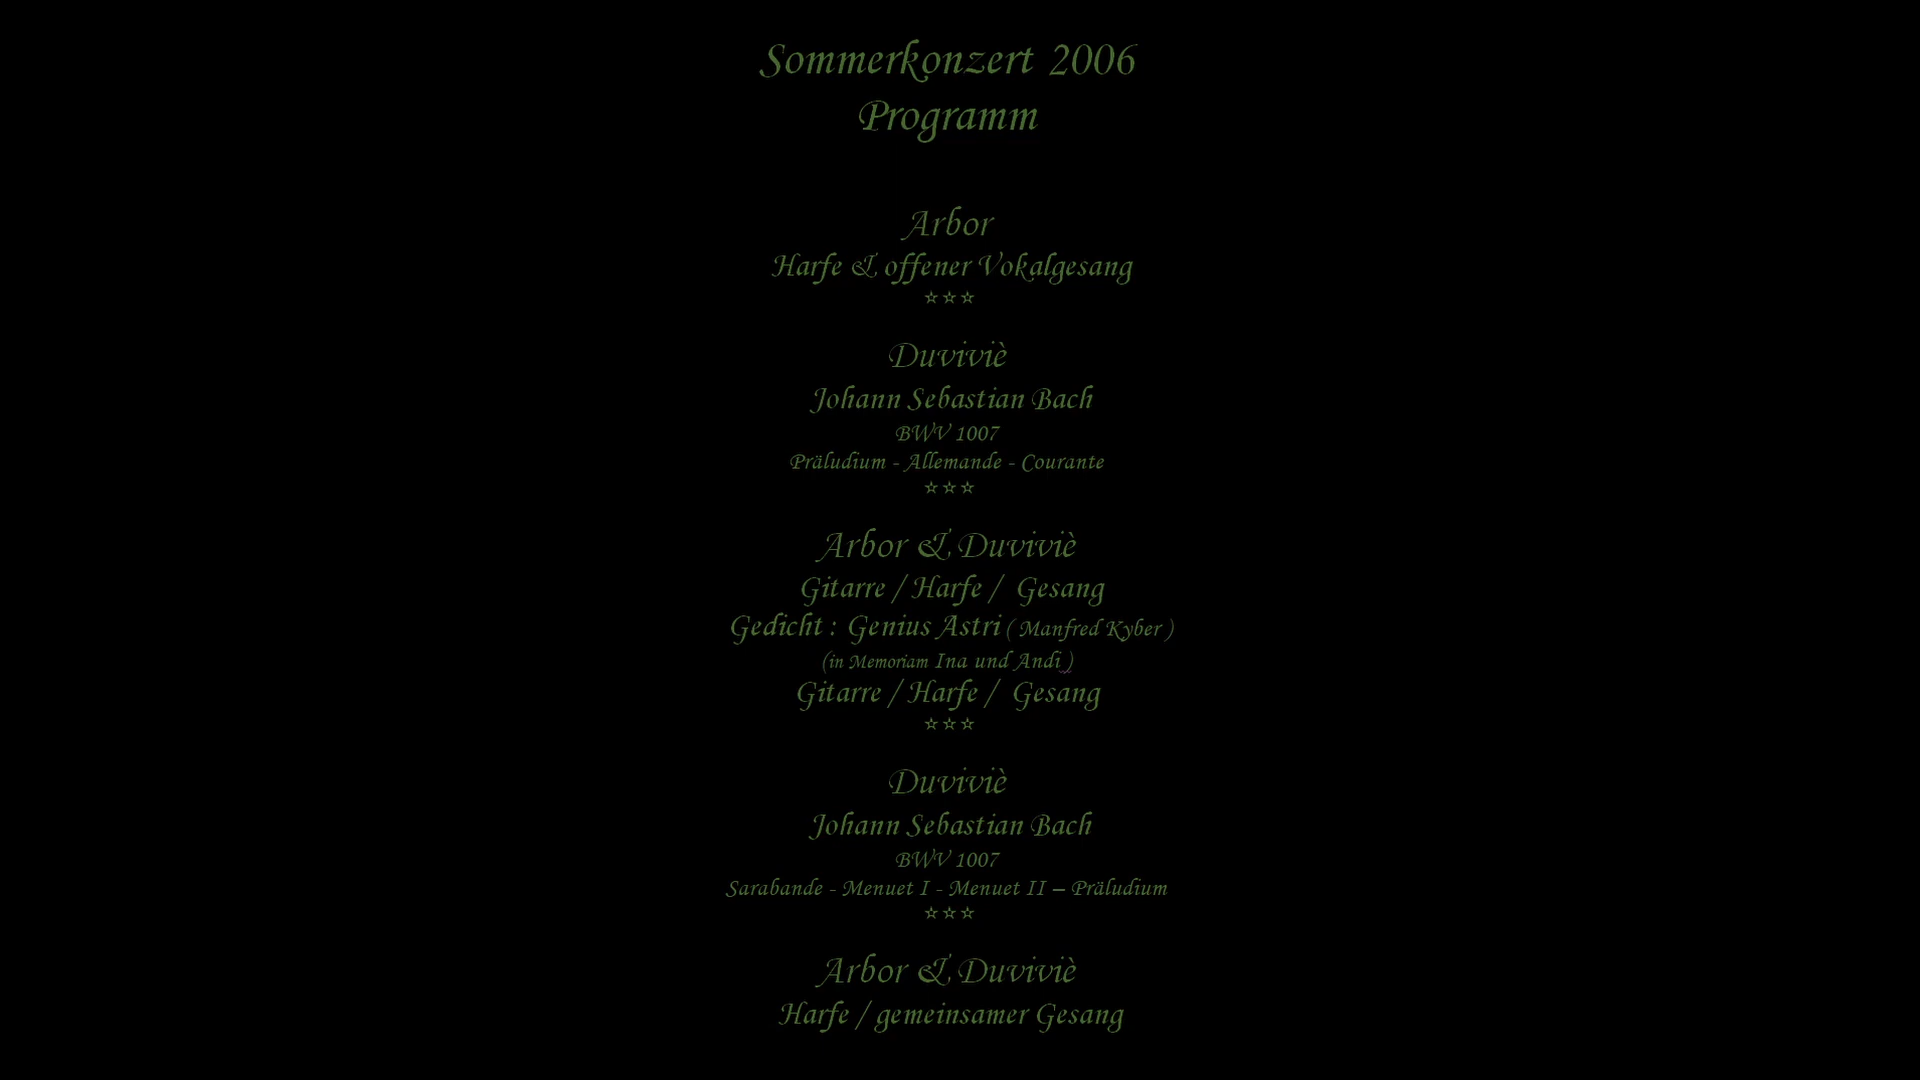 Sommerkonzert 2006
Programm
Arbor
Harfe & offener Vokalgesang
☆☆☆
Duviviè
Johann Sebastian Bach
BWV 1007
Präludium - Allemande - Courante
☆☆☆
Arbor & Duviviè
Gitarre / Harfe / Gesang
Gedicht : Genius Astri ( Manfred Kyber )
(in Memoriam Ina und Andi )
Gitarre / Harfe / Gesang
☆☆☆
Duviviè
Johann Sebastian Bach
BWV 1007
Sarabande - Menuet I - Menuet II – Präludium
☆☆☆
Arbor & Duviviè
Harfe / gemeinsamer Gesang